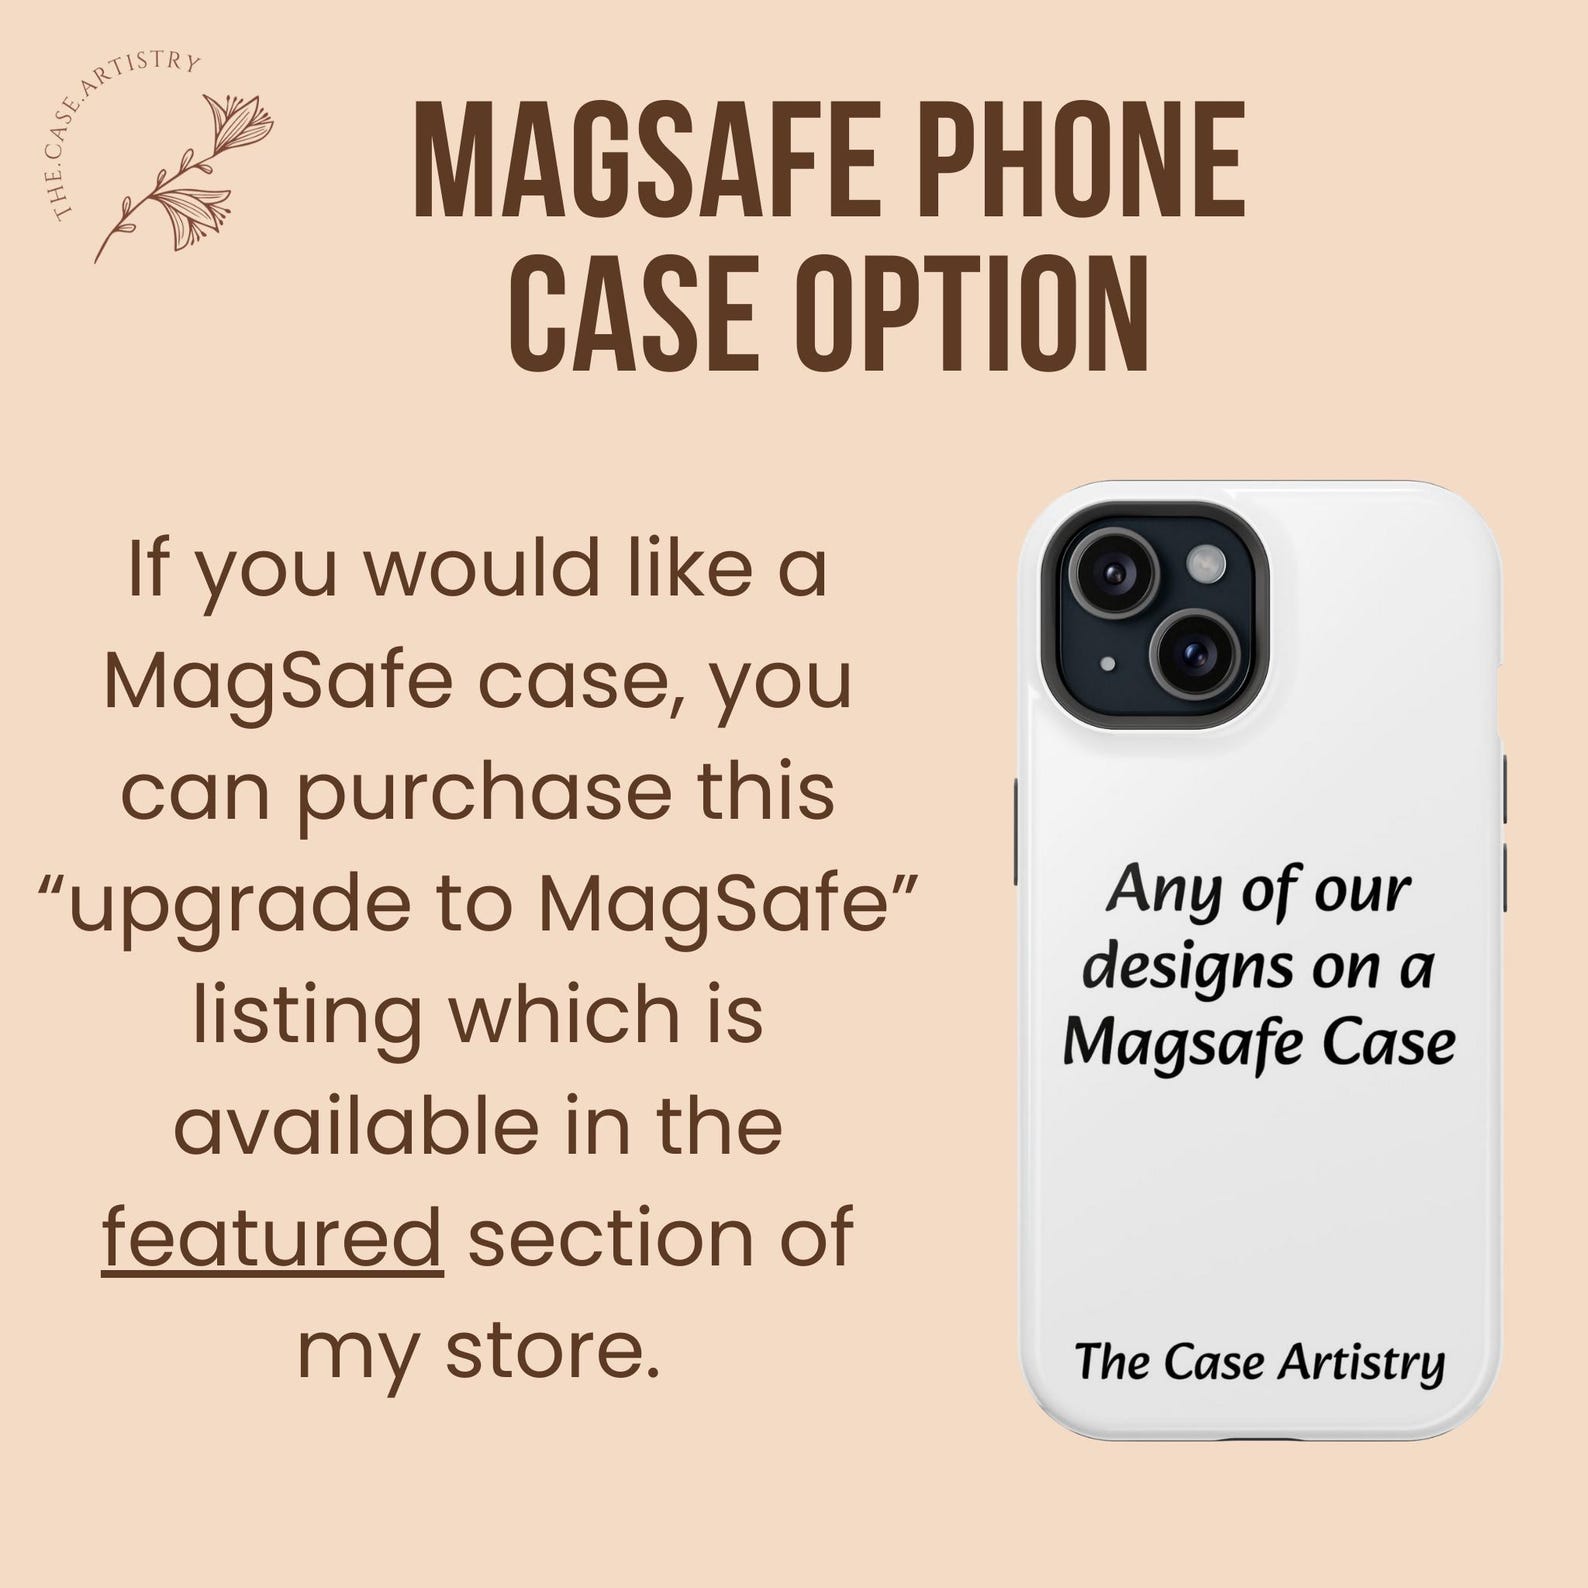 THE.CASE.ARTISTRY
MAGSAFE PHONE
CASE OPTION
If you would like a
MagSafe case, you
can purchase this
“upgrade to MagSafe”
listing which is
available in the
featured section of
my store.
Any of our
designs on a
Magsafe Case
The Case Artistry